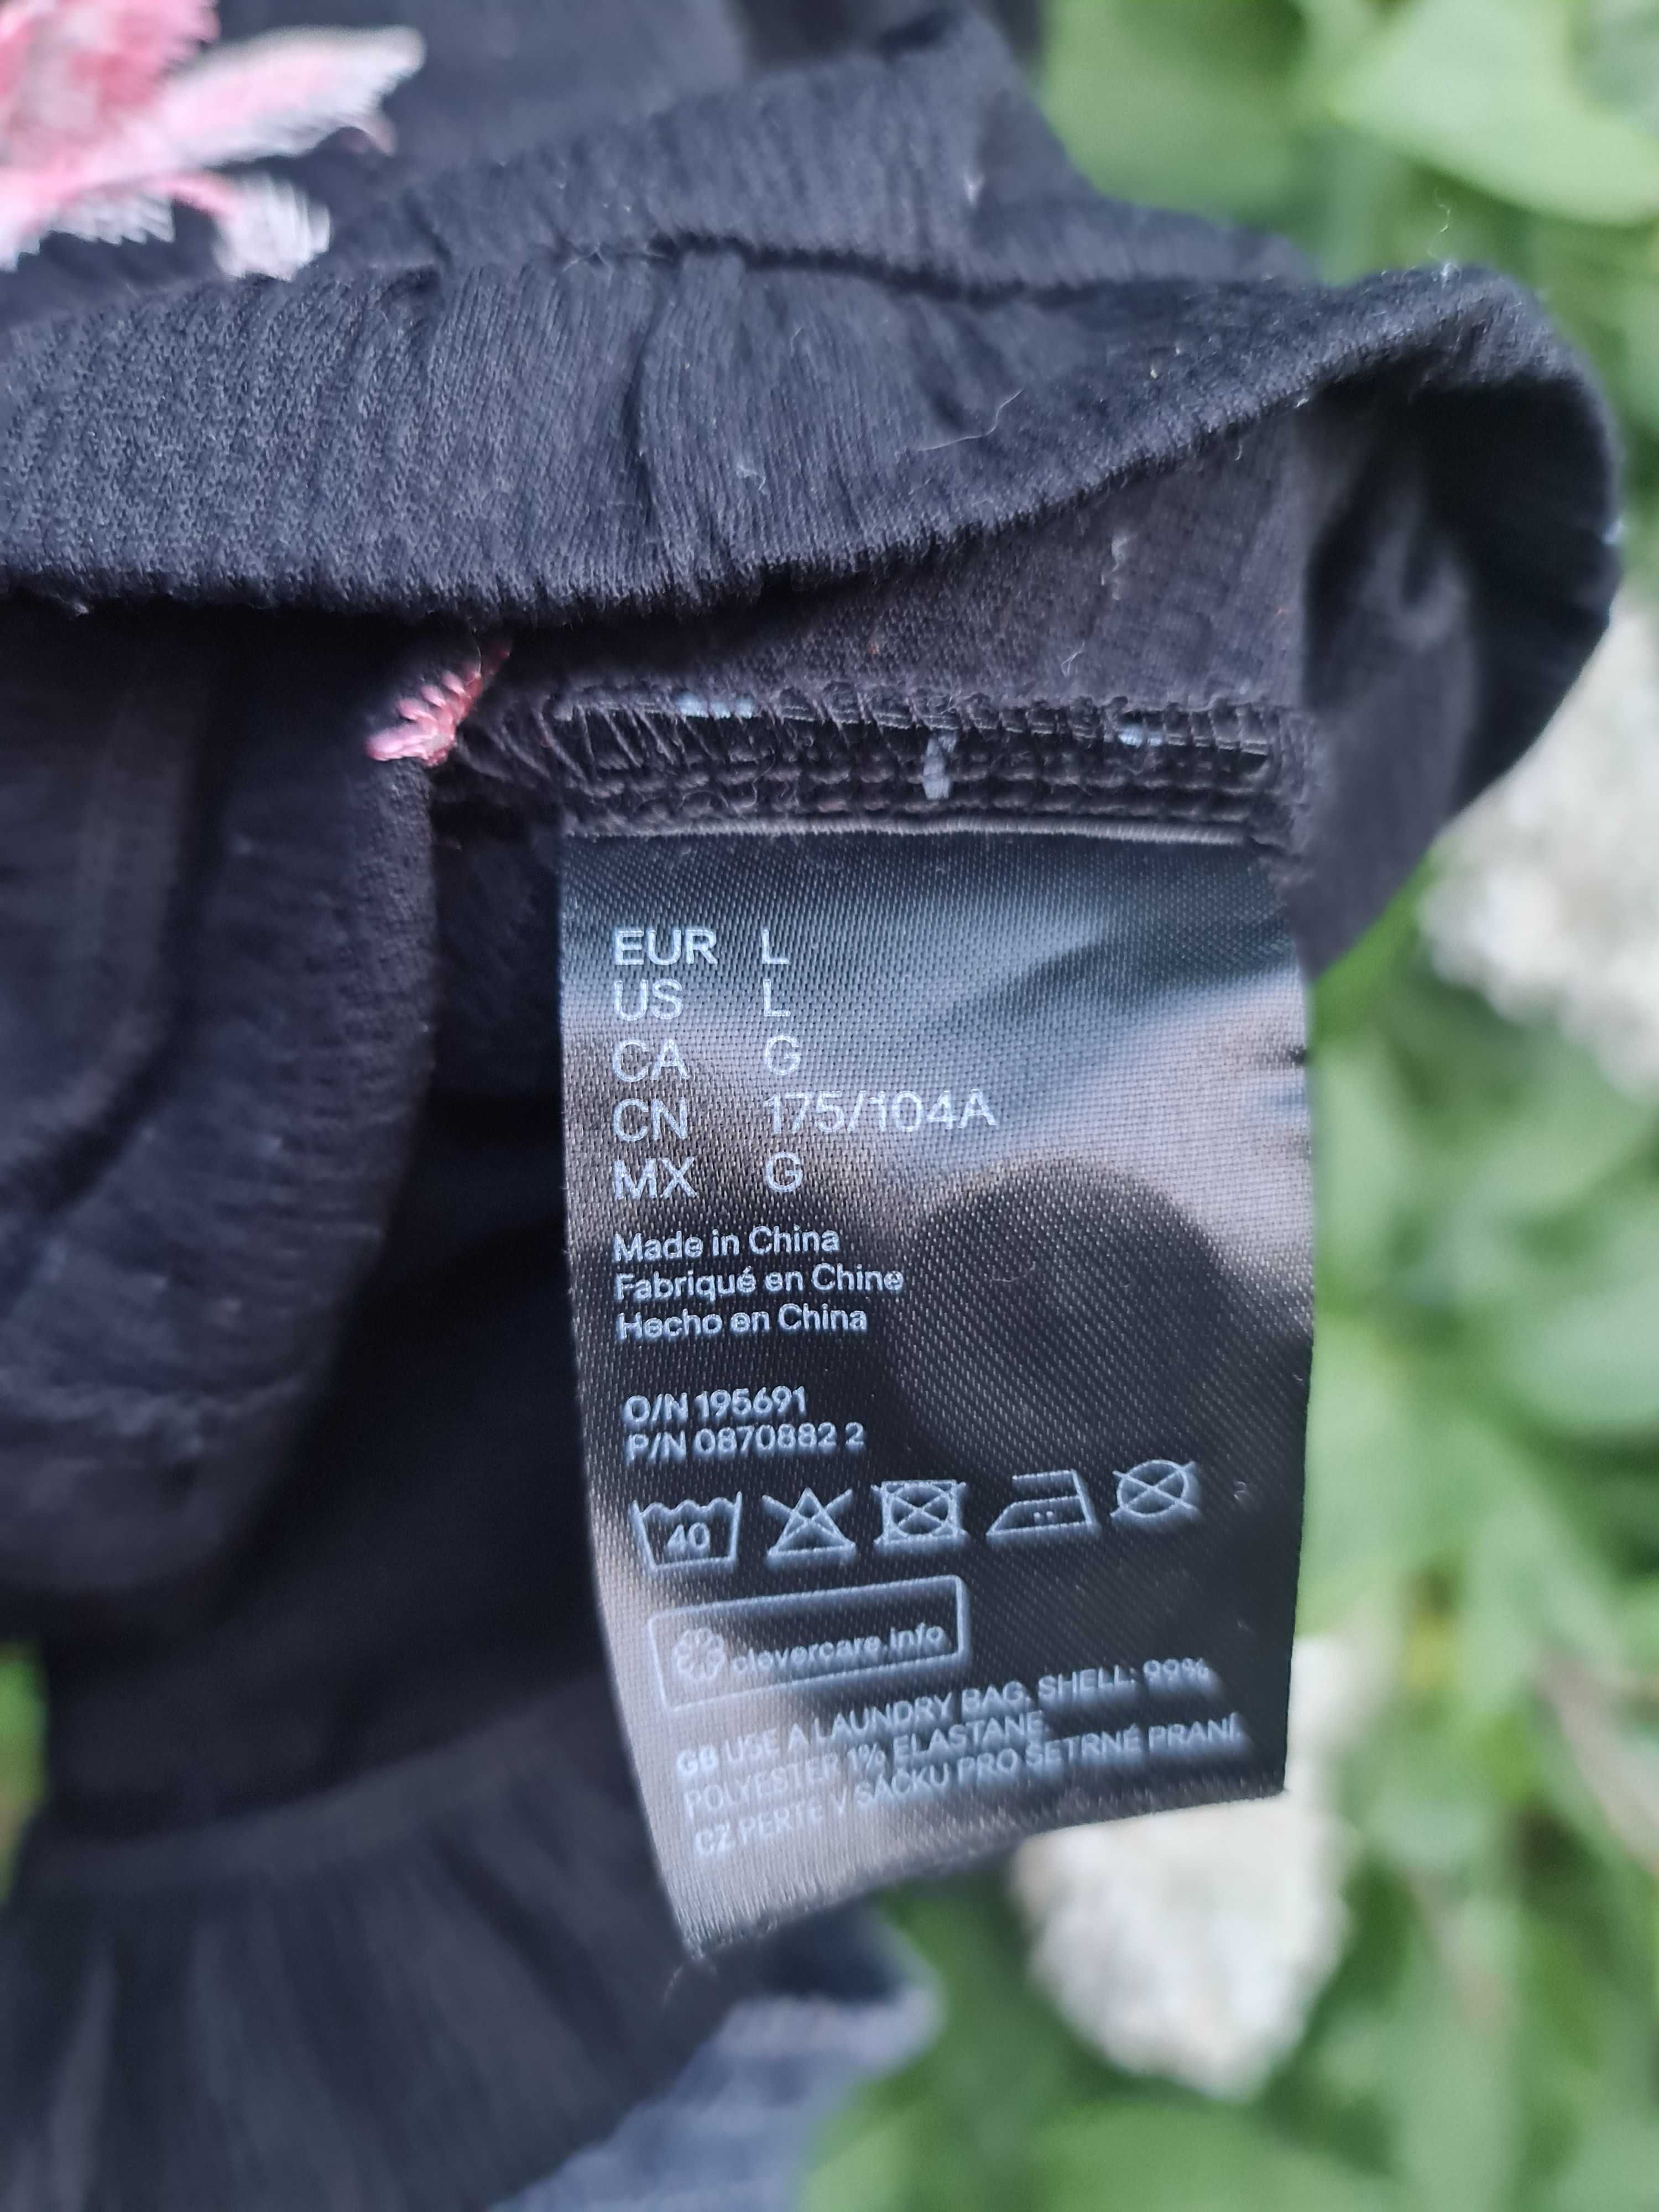 EUR L
US L
CA G
CN 175/104A
MX G
Made in China
Fabriqué en Chine
Hecho en China
O/N 195691
P/N 0870882 2
40
clevercare.info
GB USE A LAUNDRY BAG. SHELL: 99%
POLYESTER 1% ELASTANE.
CZ PERTE V SÁČKU PRO ŠETRNÉ PRANÍ.